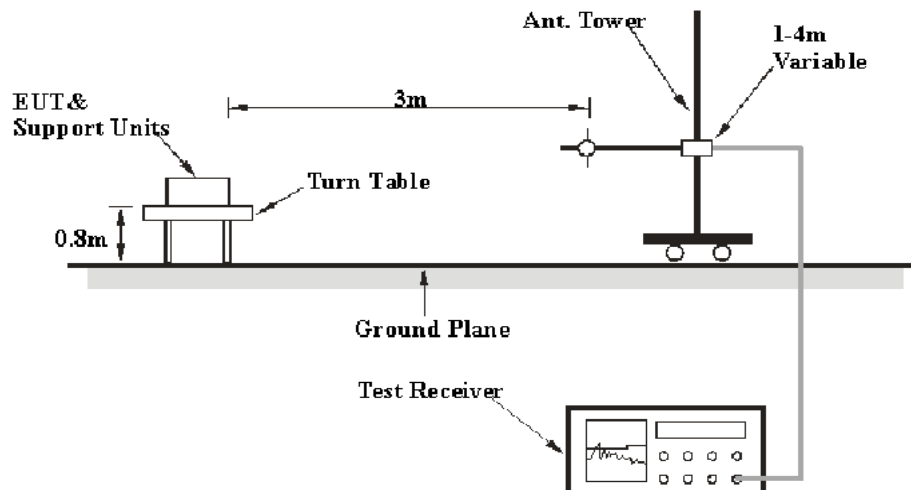 Ant. Tower
1-4m
Variable
3m
EUT&
Support Units
Turn Table
0.8m
Ground Plane
Test Receiver